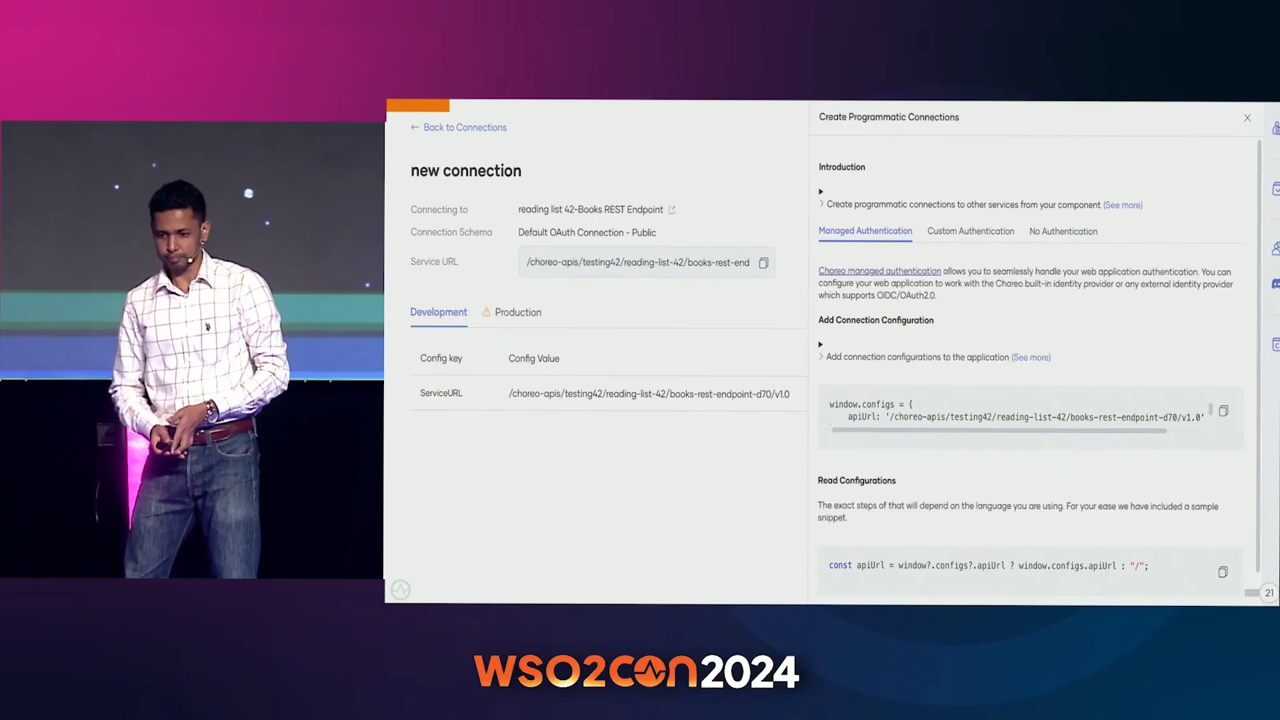 ← Back to Connections
new connection
Connecting to reading list 42-Books REST Endpoint
Connection Schema Default OAuth Connection - Public
Service URL /choreo-apis/testing42/reading-list-42/books-rest-end
Development Production
Config key Config Value
ServiceURL /choreo-apis/testing42/reading-list-42/books-rest-endpoint-d70/v1.0
Create Programmatic Connections X
Introduction
Create programmatic connections to other services from your component (See more)
Managed Authentication Custom Authentication No Authentication
Choreo managed authentication allows you to seamlessly handle your web application authentication. You can
configure your web application to work with the Choreo built-in identity provider or any external identity provider
which supports OIDC/OAuth2.0.
Add Connection Configuration
Add connection configurations to the application (See more)
window.configs = {
apiUrl: '/choreo-apis/testing42/reading-list-42/books-rest-endpoint-d70/v1.0'
Read Configurations
The exact steps of that will depend on the language you are using. For your ease we have included a sample
snippet.
const apiUrl = window?.configs?.apiUrl ? window.configs.apiUrl : "/";
21
WSO2CON2024